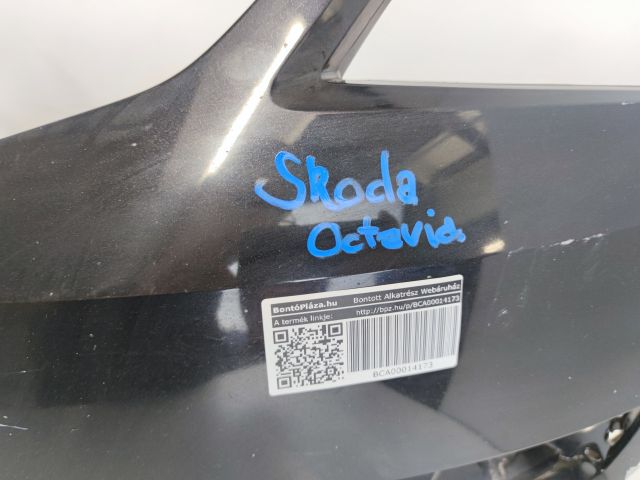 Skoda
Octavia
BontóPláza.hu Bontott Alkatrész Webáruház
A termék linkje: http://bpz.hu/p/BCA00014173
BCA00014173